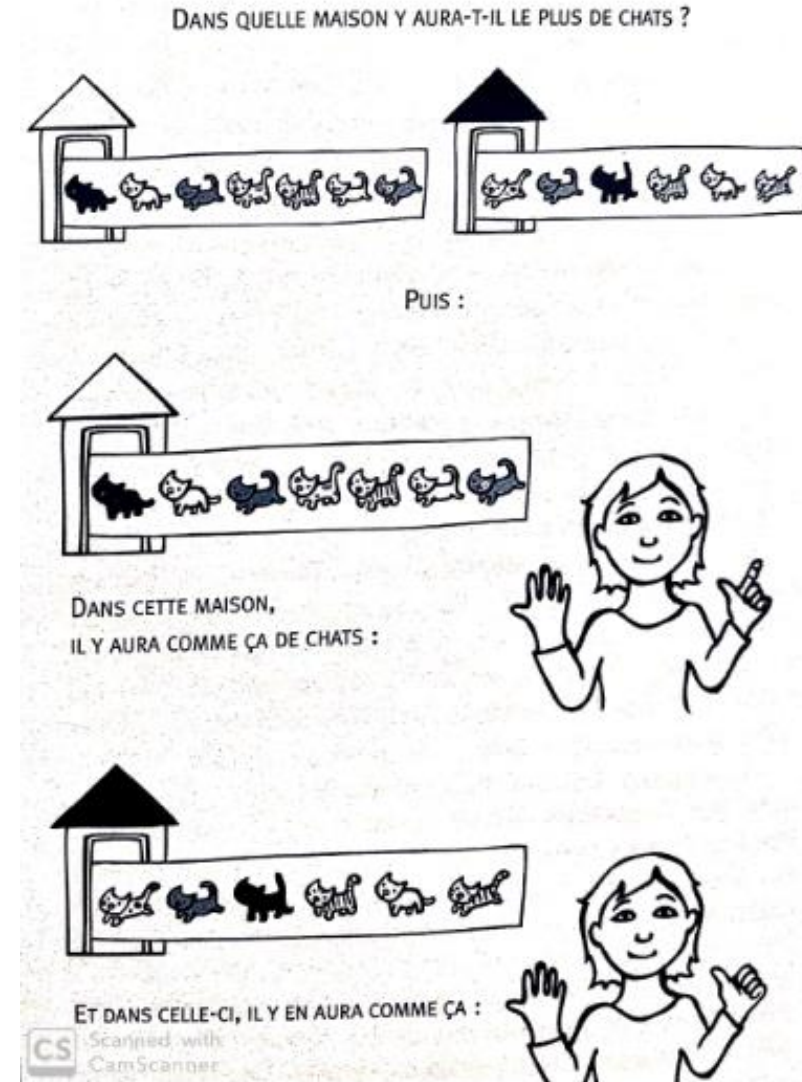 DANS QUELLE MAISON Y AURA-T-IL LE PLUS DE CHATS ?
PUIS :
DANS CETTE MAISON,
IL Y AURA COMME ÇA DE CHATS :
ET DANS CELLE-CI, IL Y EN AURA COMME ÇA :
CS Scanned with
CamScanner